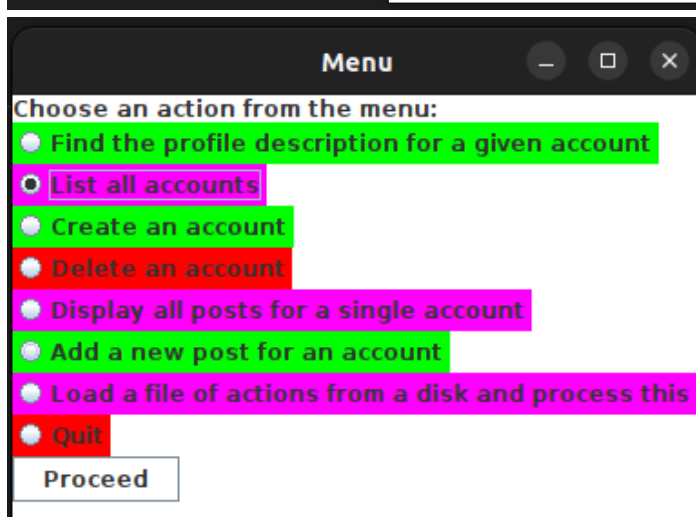 Menu
Choose an action from the menu:
Find the profile description for a given account
List all accounts
Create an account
Delete an account
Display all posts for a single account
Add a new post for an account
Load a file of actions from a disk and process this
Quit
Proceed